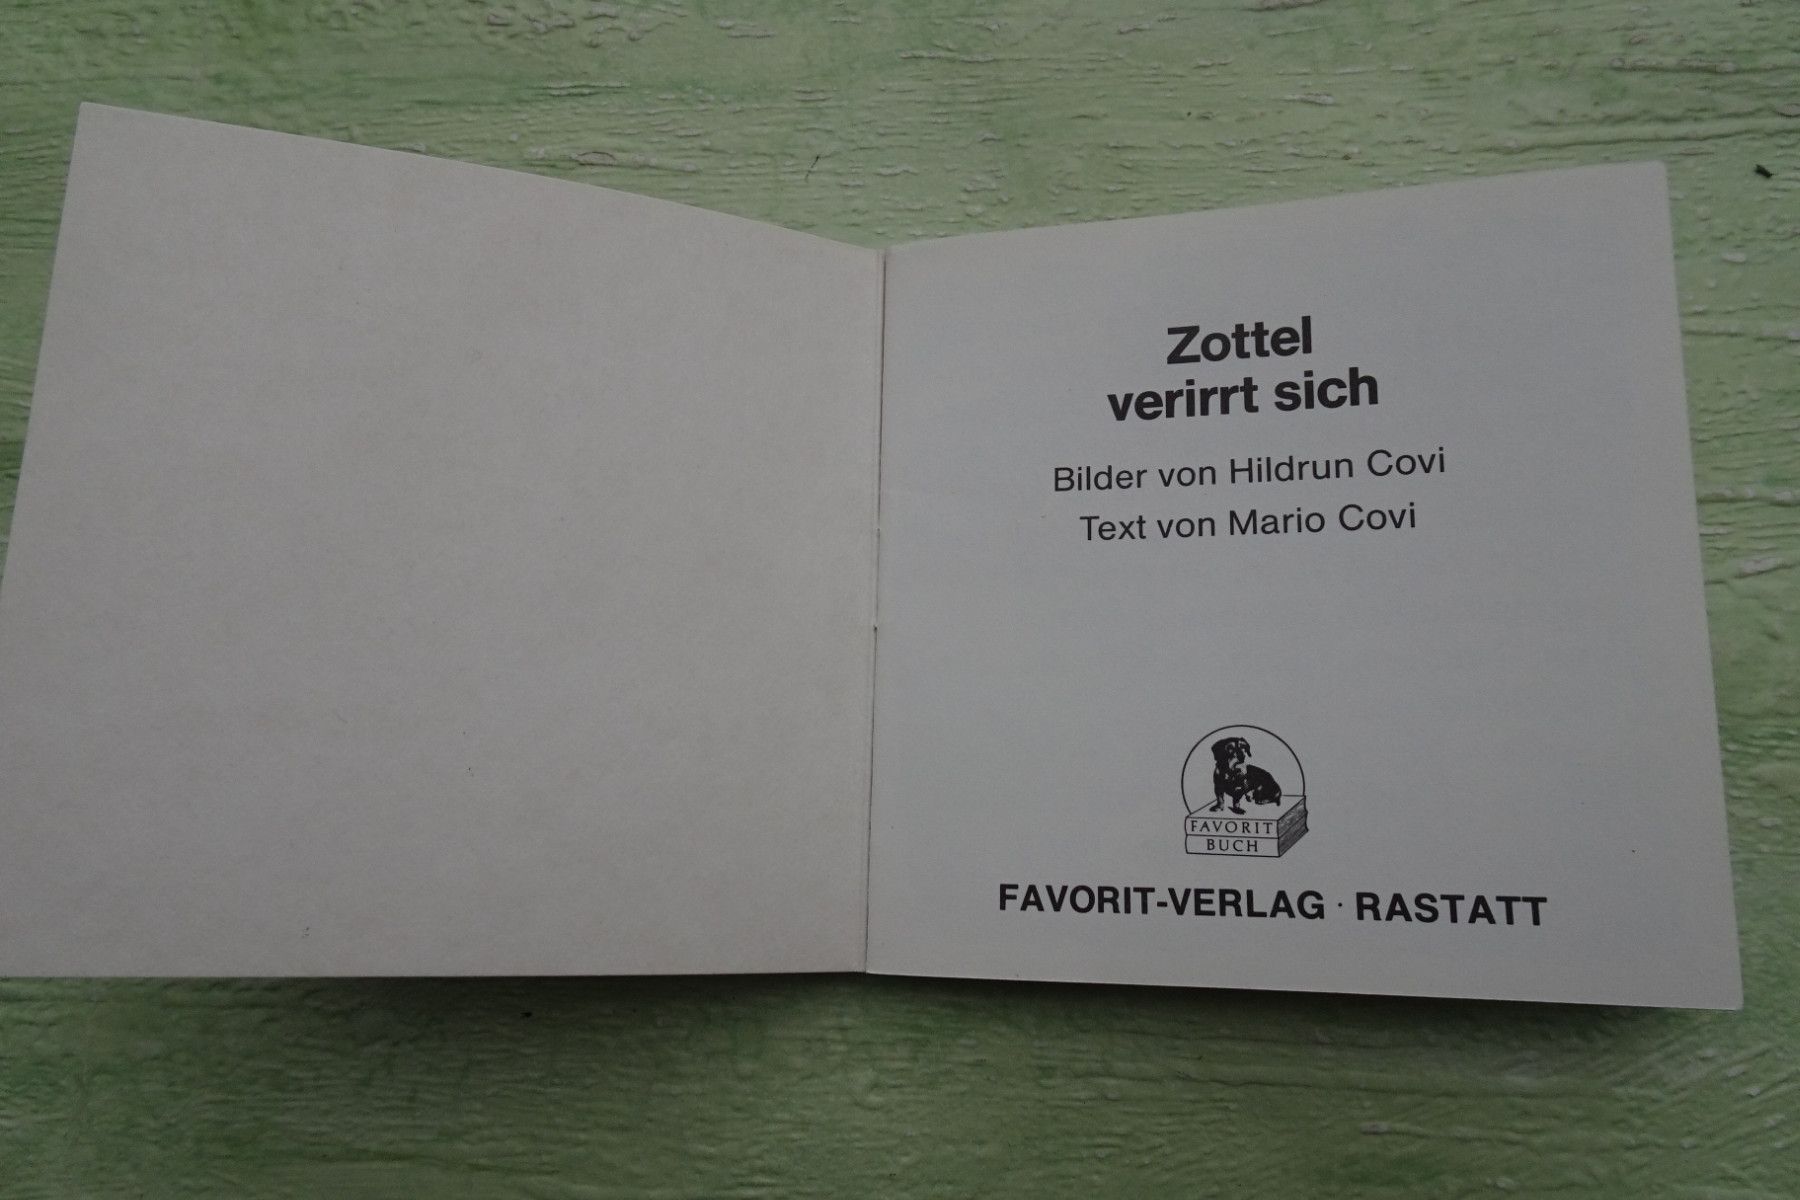 Zottel
verirrt sich
Bilder von Hildrun Covi
Text von Mario Covi
FAVORIT
BUCH
FAVORIT-VERLAG · RASTATT